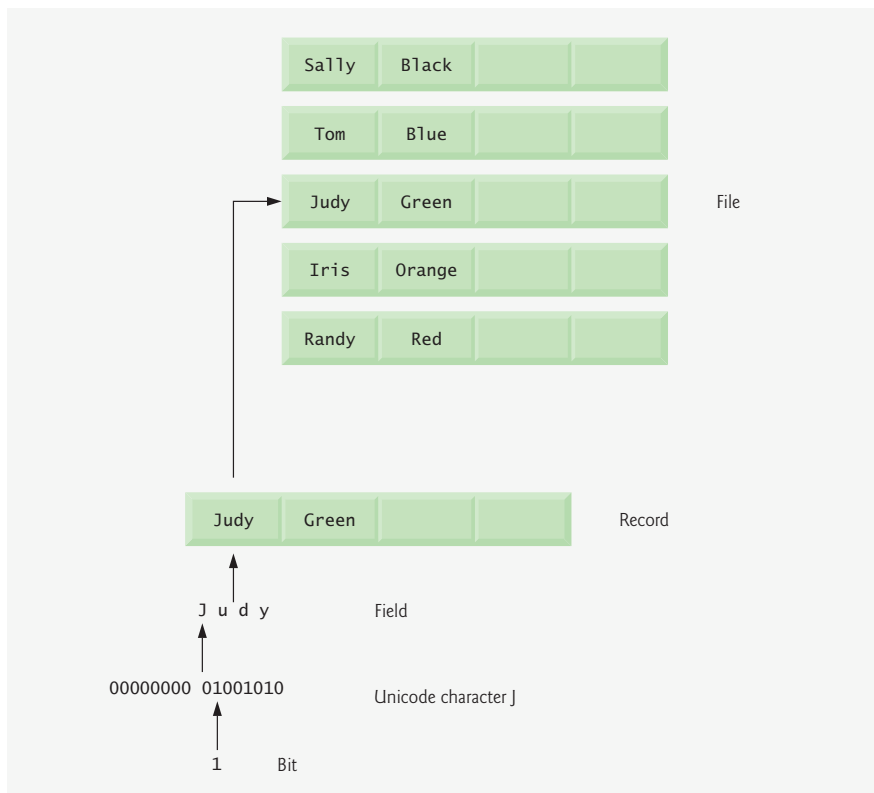 Sally Black
Tom Blue
Judy Green File
Iris Orange
Randy Red
Judy Green Record
J u d y Field
00000000 01001010 Unicode character J
1 Bit